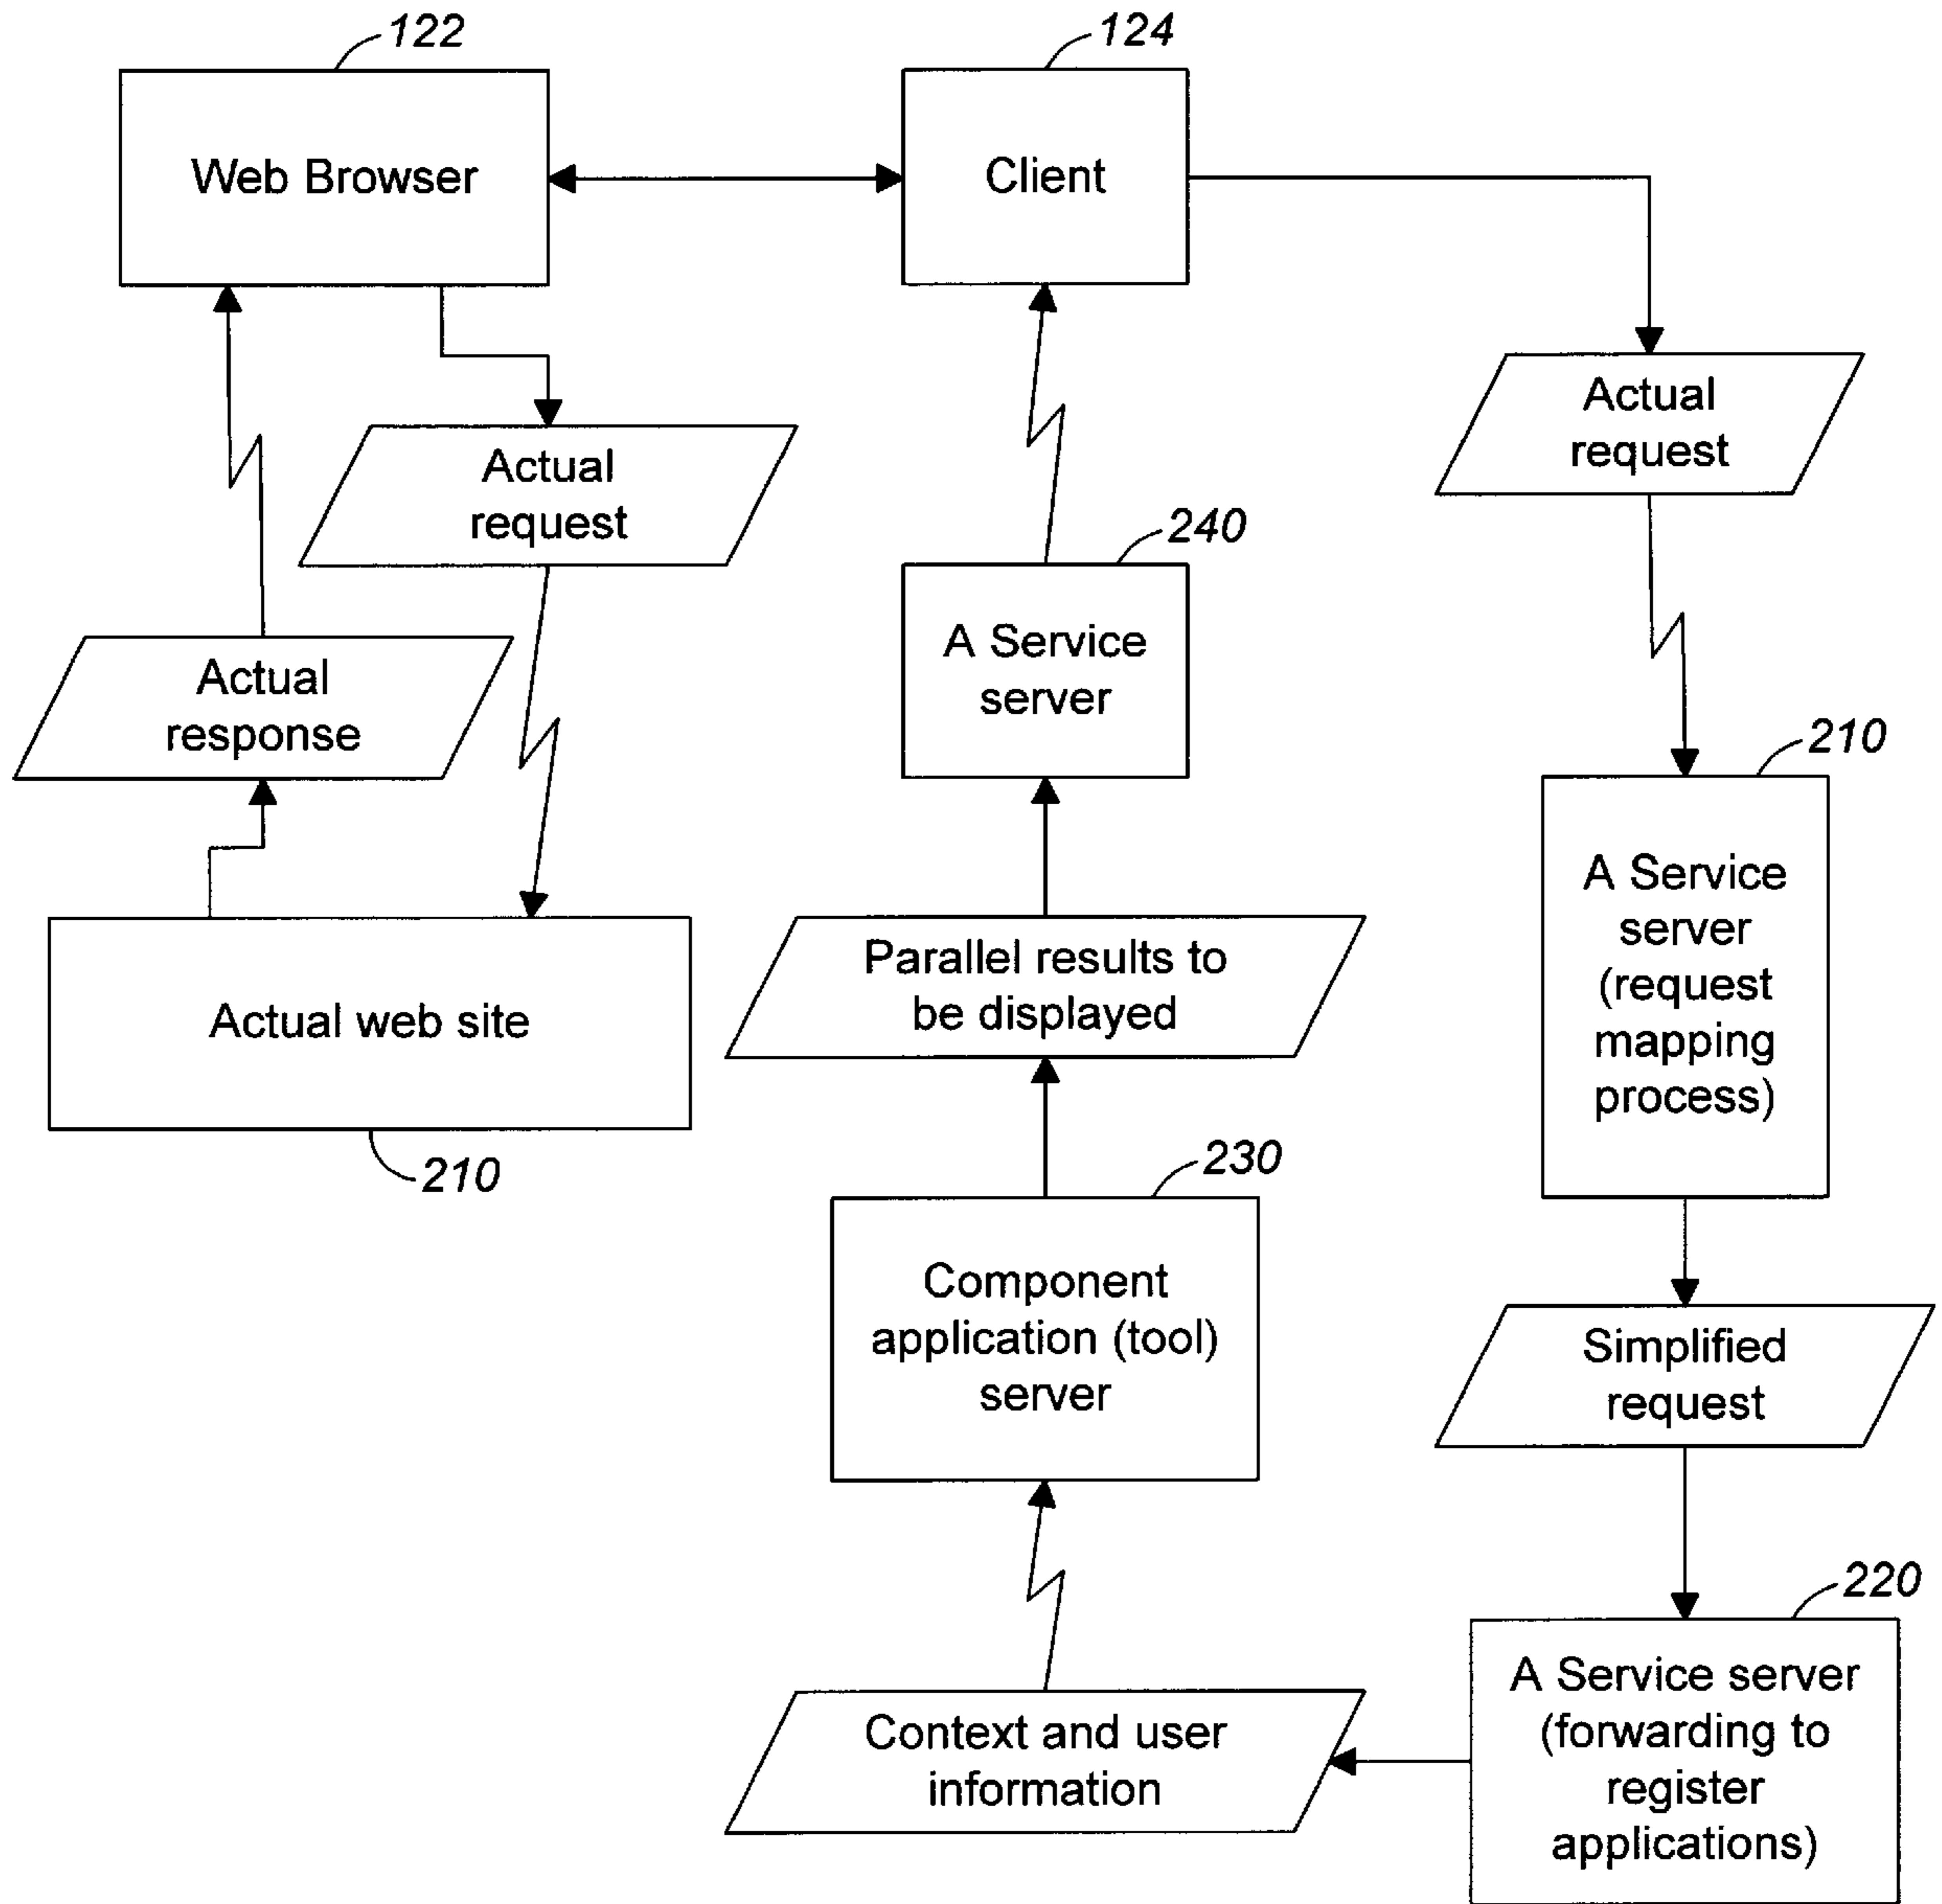 122
124
Web Browser
Client
Actual
request
Actual
request
240
A Service
server
Actual
response
210
A Service
server
(request
mapping
process)
Parallel results to
be displayed
Actual web site
210
230
Component
application (tool)
server
Simplified
request
220
A Service server
(forwarding to
register
applications)
Context and user
information